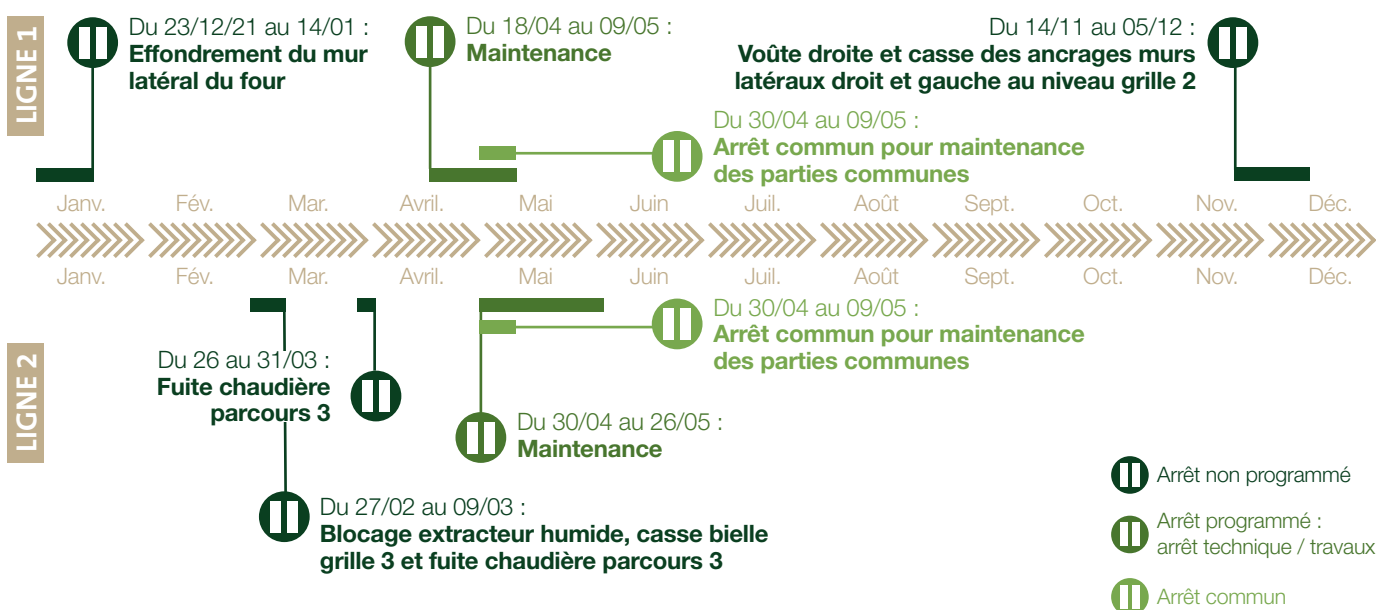 LIGNE 1
Du 23/12/21 au 14/01 :
Effondrement du mur
latéral du four
Du 18/04 au 09/05 :
Maintenance
Du 14/11 au 05/12 :
Voûte droite et casse des ancrages murs
latéraux droit et gauche au niveau grille 2
Du 30/04 au 09/05 :
Arrêt commun pour maintenance
des parties communes
Janv. Fév. Mar. Avril. Mai Juin Juil. Août Sept. Oct. Nov. Déc.
Janv. Fév. Mar. Avril. Mai Juin Juil. Août Sept. Oct. Nov. Déc.
LIGNE 2
Du 30/04 au 09/05 :
Arrêt commun pour maintenance
des parties communes
Du 26 au 31/03 :
Fuite chaudière
parcours 3
Du 30/04 au 26/05 :
Maintenance
Du 27/02 au 09/03 :
Blocage extracteur humide, casse bielle
grille 3 et fuite chaudière parcours 3
Arrêt non programmé
Arrêt programmé :
arrêt technique / travaux
Arrêt commun